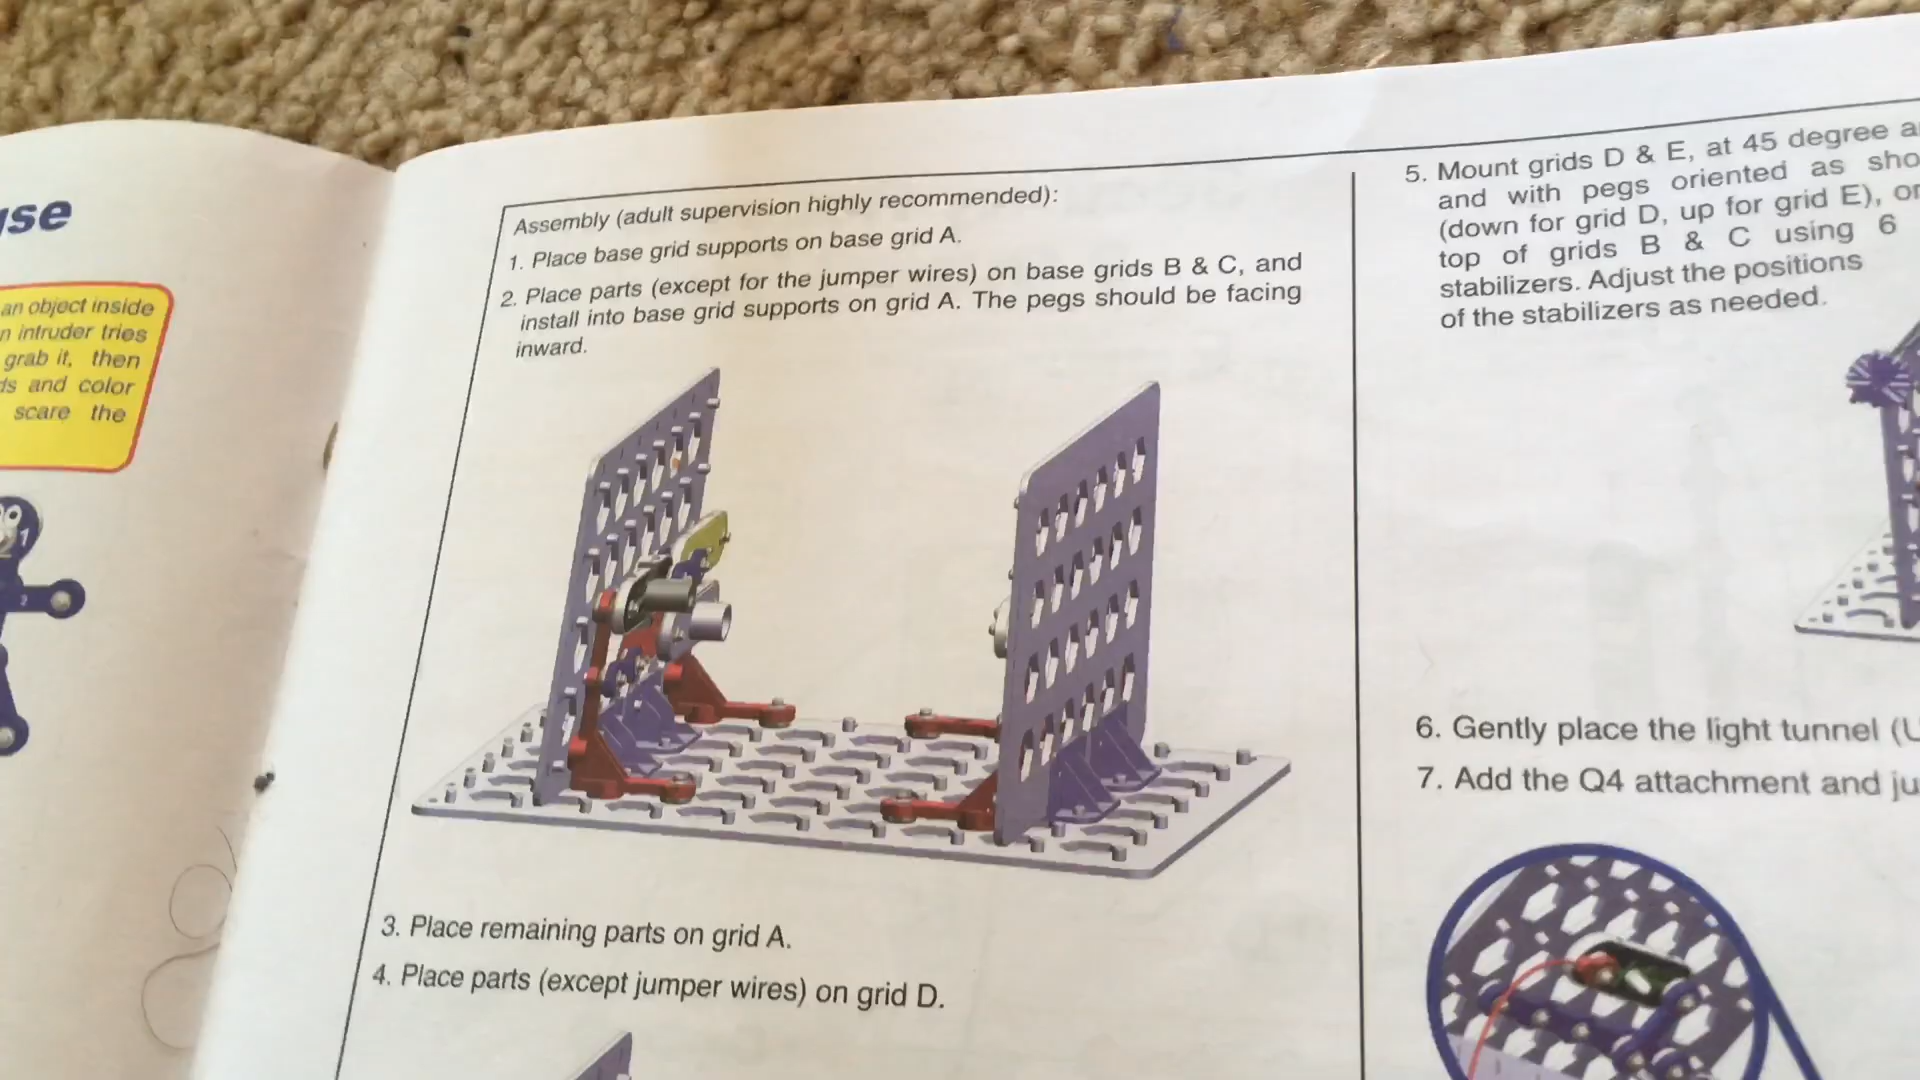 an object inside
intruder tries
grab it, then
and color
scare the
Assembly (adult supervision highly recommended):
1. Place base grid supports on base grid A.
2. Place parts (except for the jumper wires) on base grids B & C, and
install into base grid supports on grid A. The pegs should be facing
inward.
3. Place remaining parts on grid A.
4. Place parts (except jumper wires) on grid D.
5. Mount grids D & E, at 45 degree
and with pegs oriented as
(down for grid D, up for grid E),
top of grids B & C using 6
stabilizers. Adjust the positions
of the stabilizers as needed.
6. Gently place the light tunnel
7. Add the Q4 attachment and